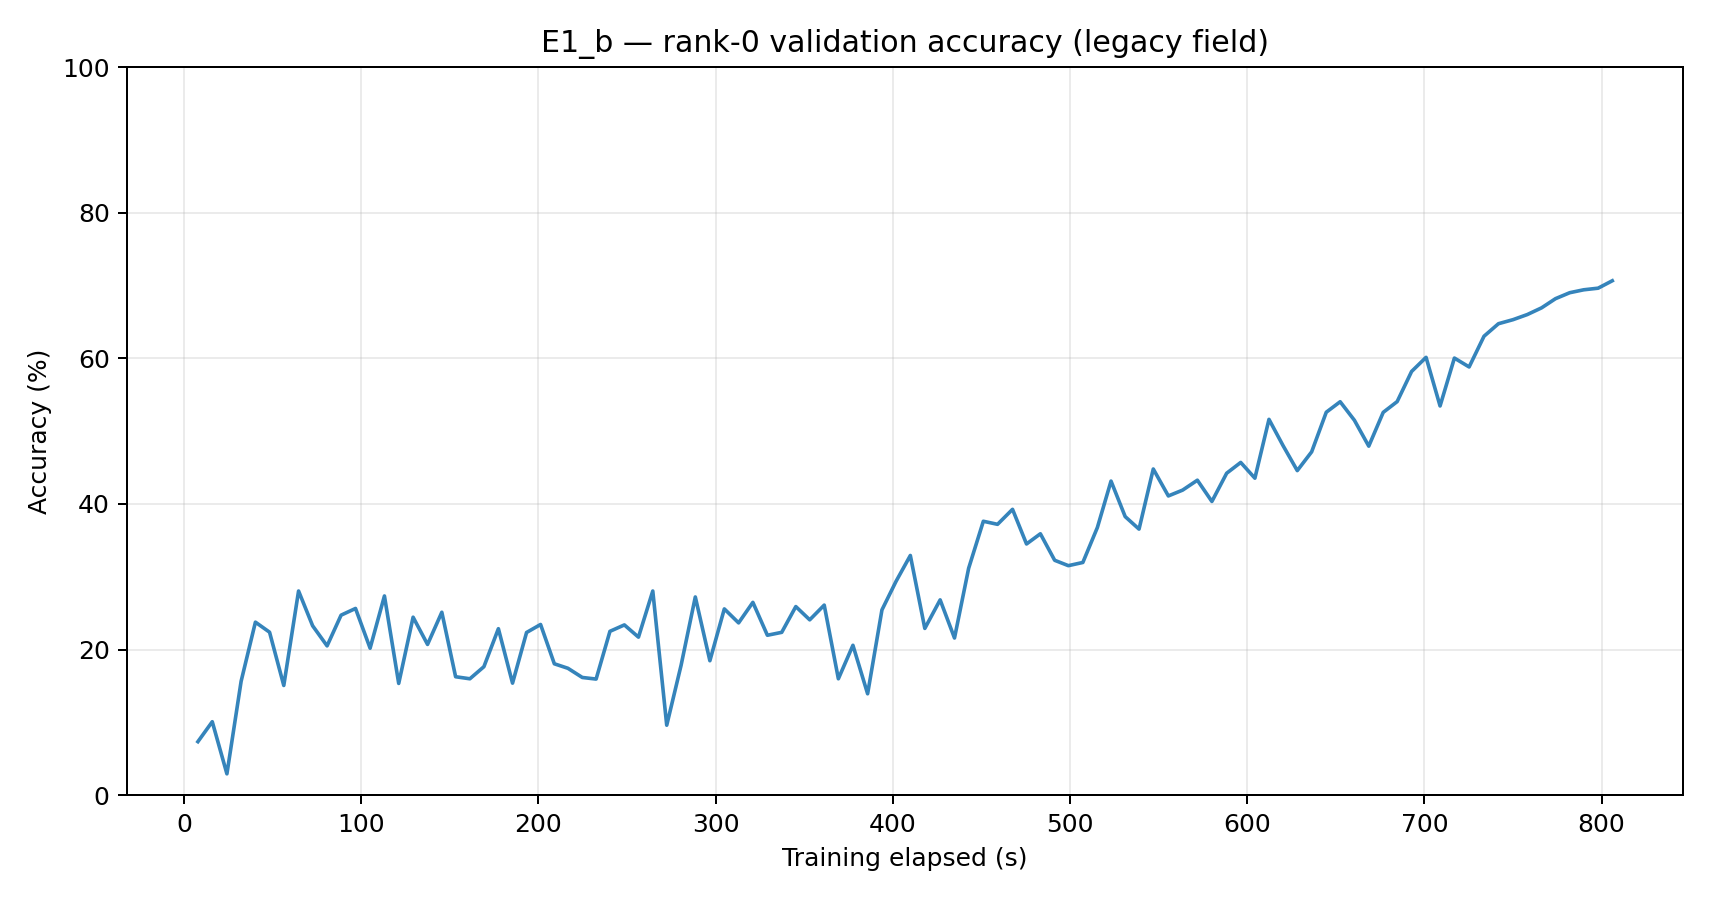 E1_b — rank-0 validation accuracy (legacy field)
100
80
60
40
20
0
Accuracy (%)
0 100 200 300 400 500 600 700 800
Training elapsed (s)